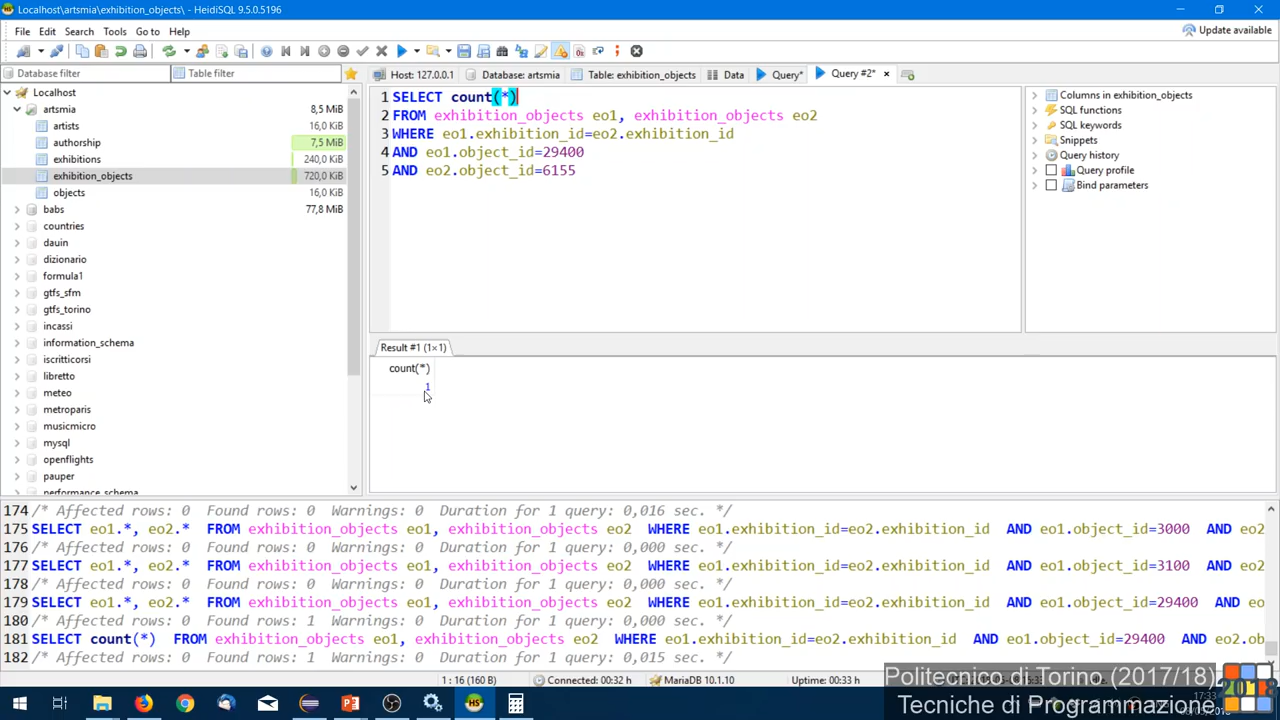 Localhost\artsmia\exhibition_objects\ - HeidiSQL 9.5.0.5196
File Edit Search Tools Go to Help
Update available
Database filter
Table filter
Host: 127.0.0.1
Database: artsmia
Table: exhibition_objects
Data
Query*
Query #2*
Localhost
artsmia 8,5 MiB
artists 16,0 KiB
authorship 7,5 MiB
exhibitions 240,0 KiB
exhibition_objects 720,0 KiB
objects 16,0 KiB
babs 77,8 MiB
countries
dauin
dizionario
formula1
gtfs_sfm
gtfs_torino
incassi
information_schema
iscritticorsi
libretto
meteo
metroparis
musicmicro
mysql
openflights
pauper
performance_schema
1 SELECT count(*)
2 FROM exhibition_objects eo1, exhibition_objects eo2
3 WHERE eo1.exhibition_id=eo2.exhibition_id
4 AND eo1.object_id=29400
5 AND eo2.object_id=6155
Columns in exhibition_objects
SQL functions
SQL keywords
Snippets
Query history
Query profile
Bind parameters
Result #1 (1×1)
count(*)
1
174 /* Affected rows: 0 Found rows: 0 Warnings: 0 Duration for 1 query: 0,016 sec. */
175 SELECT eo1.*, eo2.* FROM exhibition_objects eo1, exhibition_objects eo2 WHERE eo1.exhibition_id=eo2.exhibition_id AND eo1.object_id=3000 AND eo2
176 /* Affected rows: 0 Found rows: 0 Warnings: 0 Duration for 1 query: 0,000 sec. */
177 SELECT eo1.*, eo2.* FROM exhibition_objects eo1, exhibition_objects eo2 WHERE eo1.exhibition_id=eo2.exhibition_id AND eo1.object_id=3100 AND eo2
178 /* Affected rows: 0 Found rows: 0 Warnings: 0 Duration for 1 query: 0,000 sec. */
179 SELECT eo1.*, eo2.* FROM exhibition_objects eo1, exhibition_objects eo2 WHERE eo1.exhibition_id=eo2.exhibition_id AND eo1.object_id=29400 AND eo
180 /* Affected rows: 0 Found rows: 1 Warnings: 0 Duration for 1 query: 0,000 sec. */
181 SELECT count(*) FROM exhibition_objects eo1, exhibition_objects eo2 WHERE eo1.exhibition_id=eo2.exhibition_id AND eo1.object_id=29400 AND eo2.ob
182 /* Affected rows: 0 Found rows: 1 Warnings: 0 Duration for 1 query: 0,015 sec. */
1 : 16 (160 B)
Connected: 00:32 h
MariaDB 10.1.10
Uptime: 00:33 h
Politecnico di Torino (2017/18)
Tecniche di Programmazione
2018
17:33